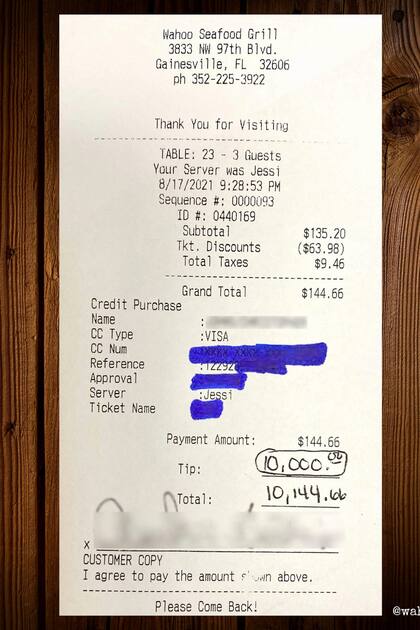 Wahoo Seafood Grill
3833 NW 97th Blvd.
Gainesville, FL 32606
ph 352-225-3922
Thank You for Visiting
TABLE: 23 - 3 Guests
Your Server was Jessi
8/17/2021 9:28:53 PM
Sequence #: 0000093
ID #: 0440169
Subtotal $135.20
Tkt. Discounts ($63.98)
Total Taxes $9.46
Grand Total $144.66
Credit Purchase
Name :
CC Type :VISA
CC Num
Reference :12292
Approval
Server :Jessi
Ticket Name
Payment Amount: $144.66
Tip: 10,000.00
Total: 10,144.66
x
CUSTOMER COPY
I agree to pay the amount shown above.
Please Come Back!